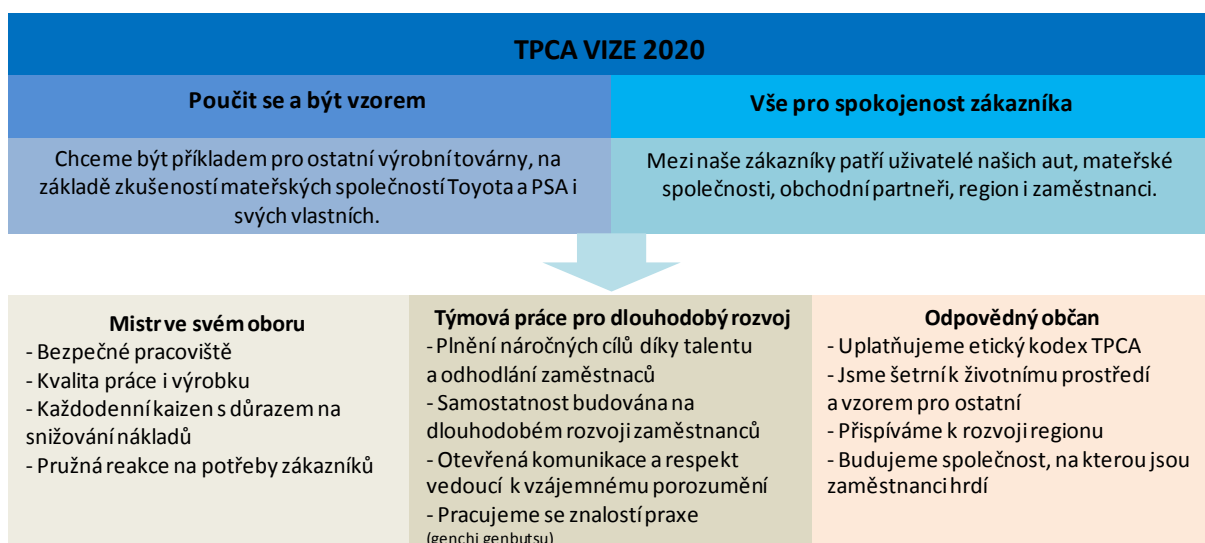 TPCA VIZE 2020
Poučit se a být vzorem
Vše pro spokojenost zákazníka
Chceme být příkladem pro ostatní výrobní továrny, na
základě zkušeností mateřských společností Toyota a PSA i
svých vlastních.
Mezi naše zákazníky patří uživatelé našich aut, mateřské
společnosti, obchodní partneři, region i zaměstnanci.
Mistr ve svém oboru
- Bezpečné pracoviště
- Kvalita práce i výrobku
- Každodenní kaizen s důrazem na
snižování nákladů
- Pružná reakce na potřeby zákazníků
Týmová práce pro dlouhodobý rozvoj
- Plnění náročných cílů díky talentu
a odhodlání zaměstnaců
- Samostatnost budována na
dlouhodobém rozvoji zaměstnanců
- Otevřená komunikace a respekt
vedoucí k vzájemnému porozumění
- Pracujeme se znalostí praxe
(genchi genbutsu)
Odpovědný občan
- Uplatňujeme etický kodex TPCA
- Jsme šetrní k životnímu prostředí
a vzorem pro ostatní
- Přispíváme k rozvoji regionu
- Budujeme společnost, na kterou jsou
zaměstnanci hrdí